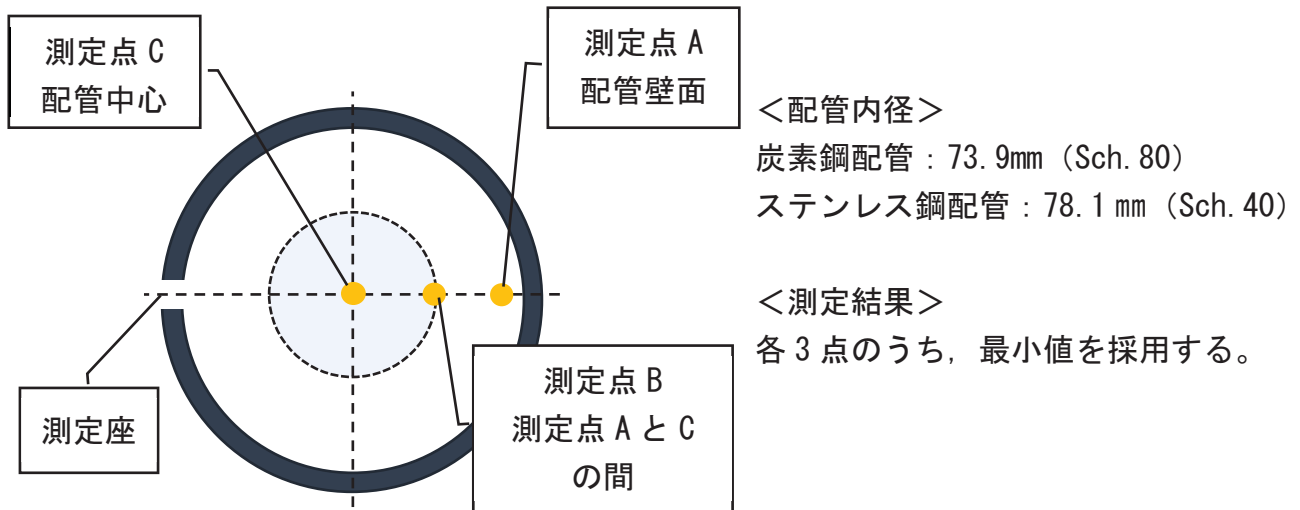 測定点 C
配管中心
測定点 A
配管壁面
<配管内径>
炭素鋼配管：73.9mm（Sch.80）
ステンレス鋼配管：78.1 mm（Sch.40）
<測定結果>
各 3 点のうち，最小値を採用する。
測定座
測定点 B
測定点 A と C
の間